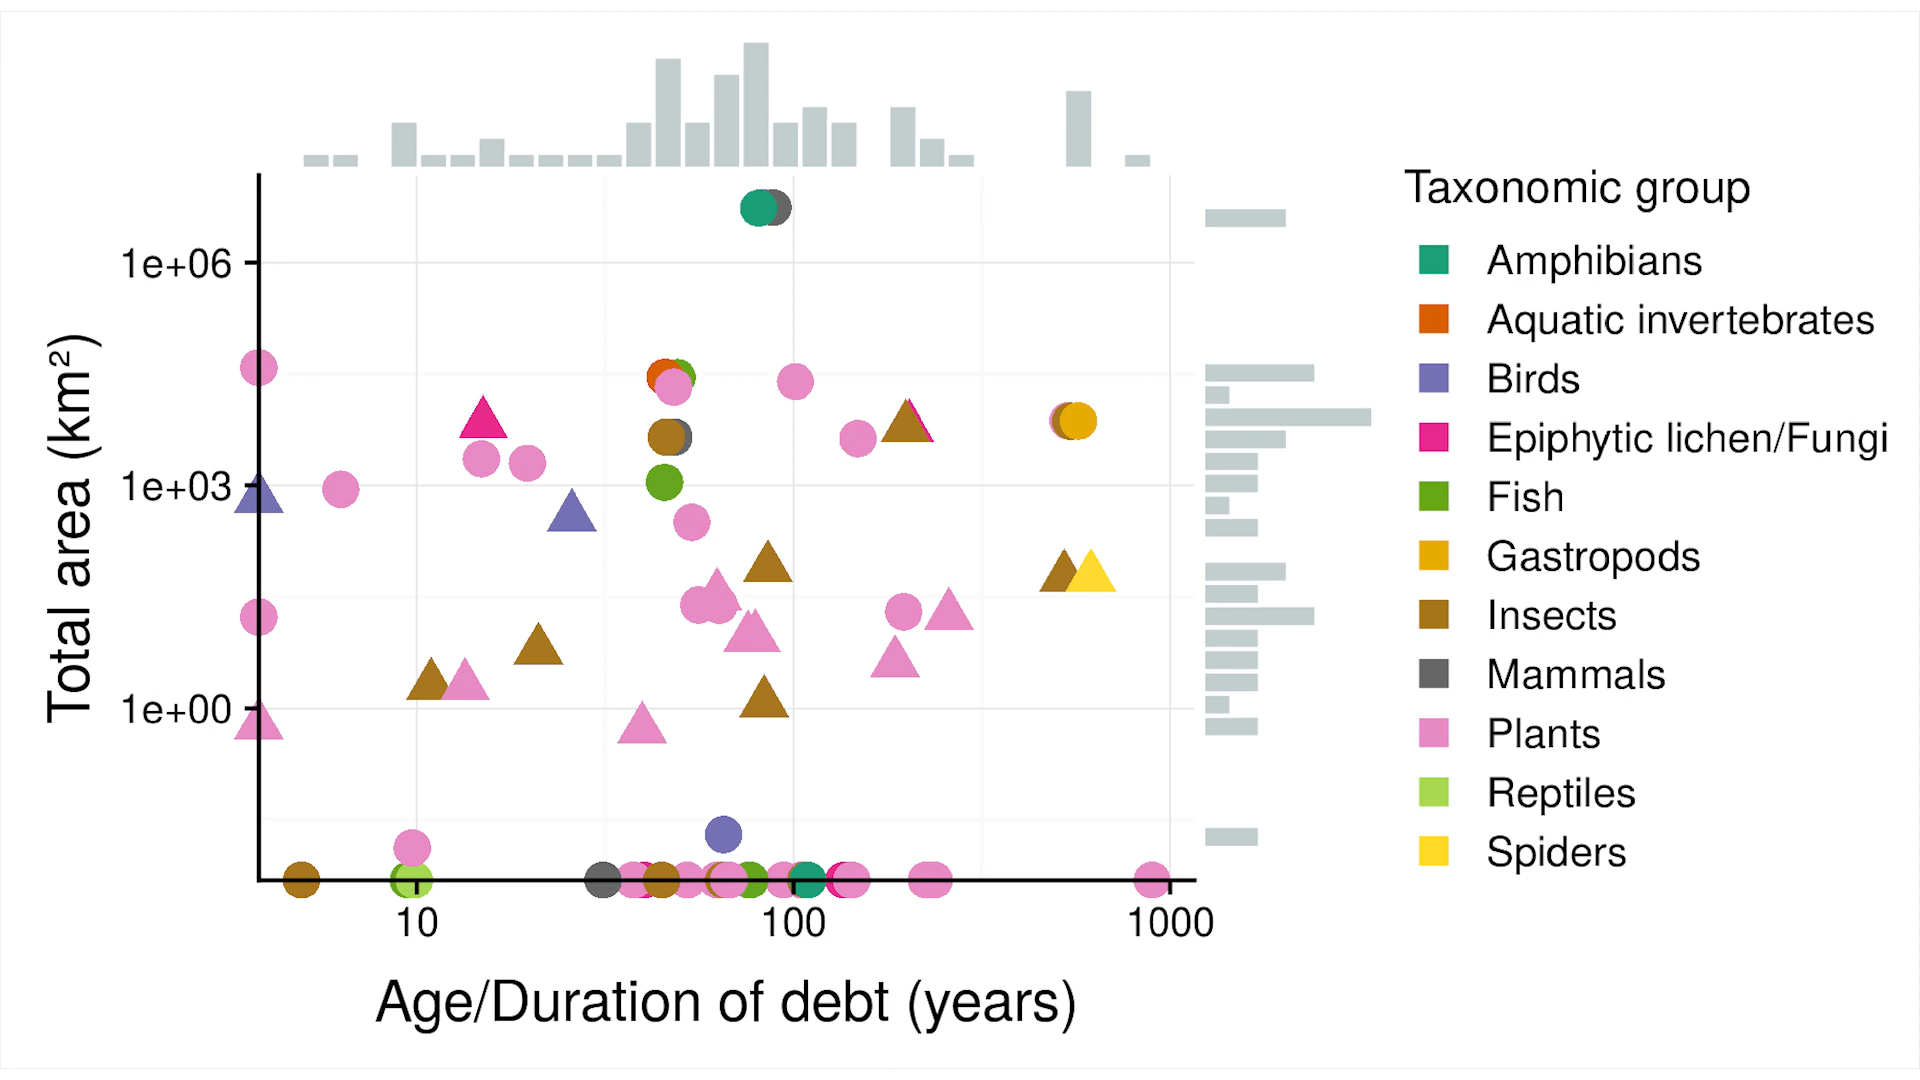 Taxonomic group
Amphibians
Aquatic invertebrates
Birds
Epiphytic lichen/Fungi
Fish
Gastropods
Insects
Mammals
Plants
Reptiles
Spiders
Total area (km²)
1e+06
1e+03
1e+00
10 100 1000
Age/Duration of debt (years)